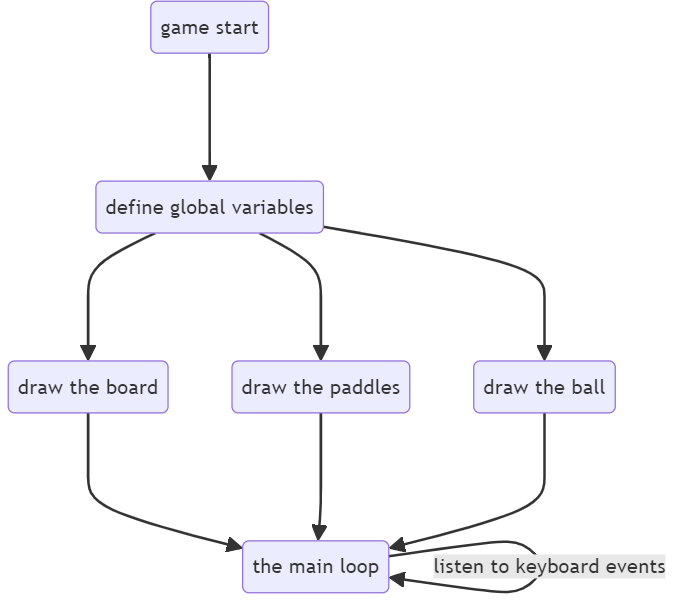 game start
define global variables
draw the board
draw the paddles
draw the ball
the main loop
listen to keyboard events